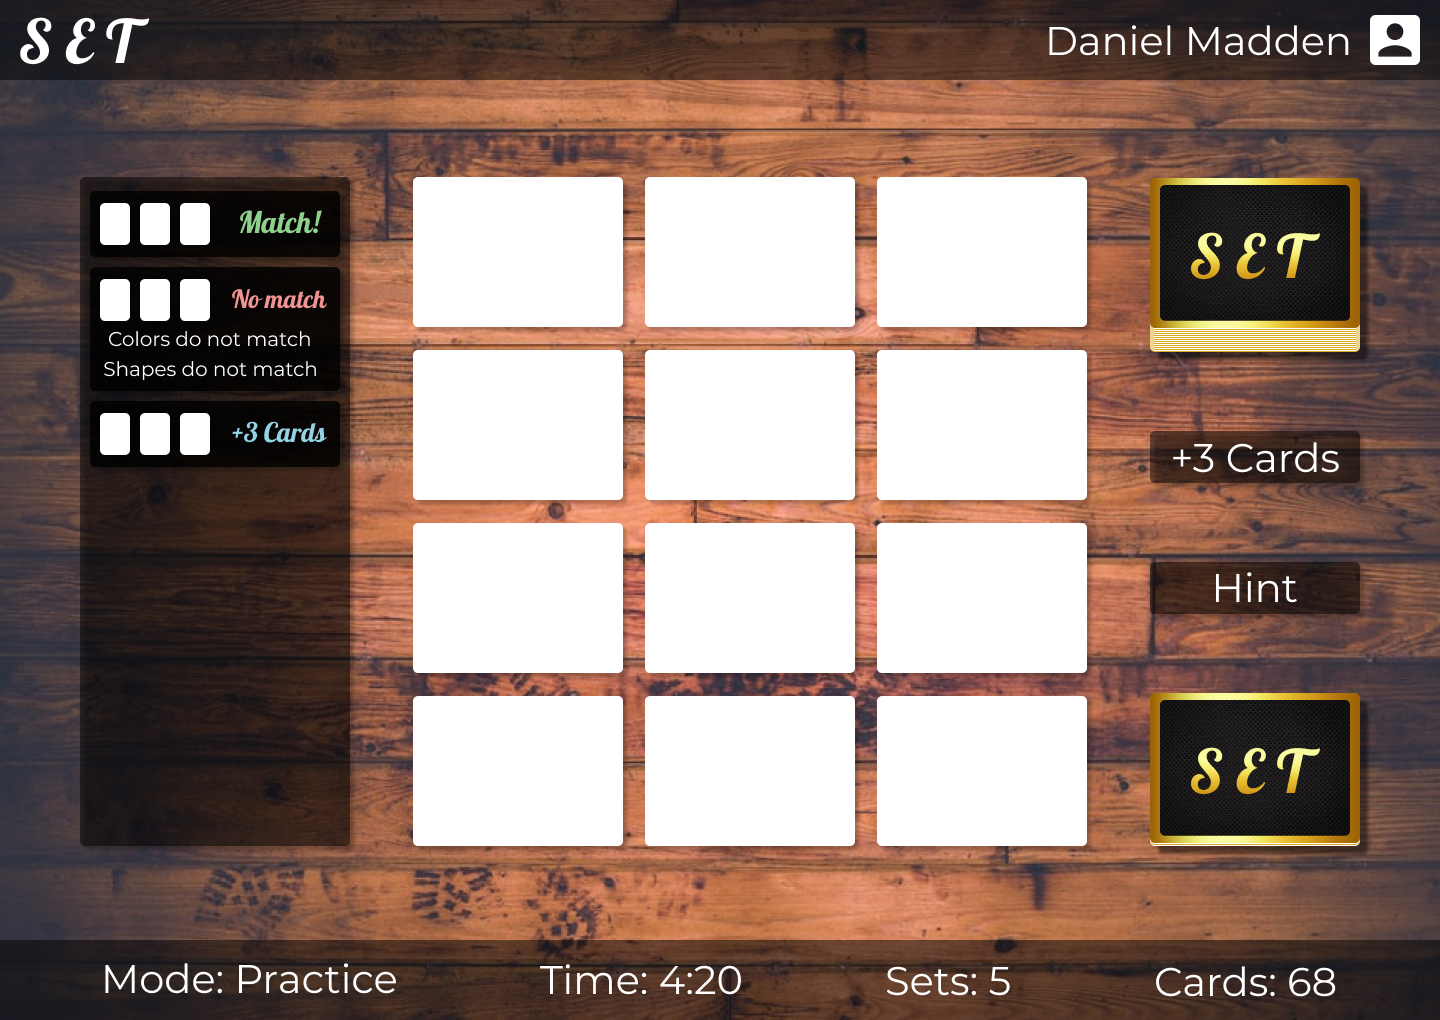 SET
Daniel Madden
Match!
No match
Colors do not match
Shapes do not match
+3 Cards
SET
+3 Cards
Hint
SET
Mode: Practice
Time: 4:20
Sets: 5
Cards: 68